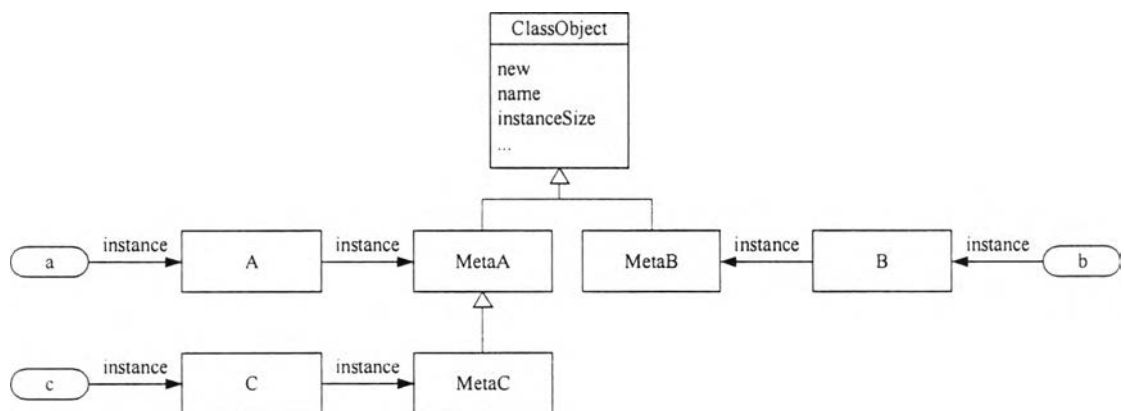 ClassObject
new
name
instanceSize
...
a
instance
A
instance
MetaA
MetaB
instance
B
instance
b
c
instance
C
instance
MetaC